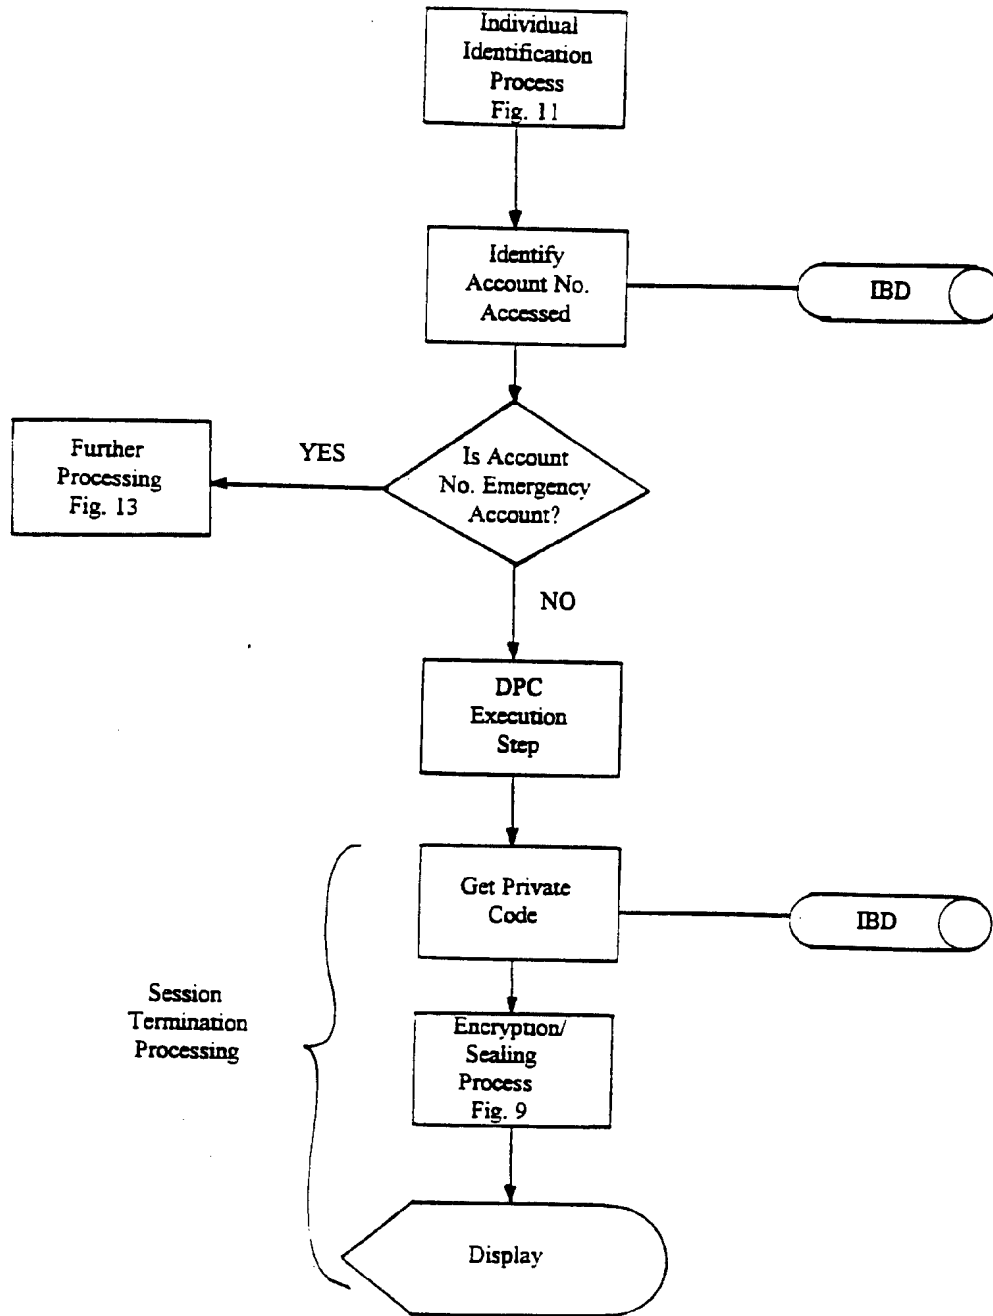 Individual
Identification
Process
Fig. 11
Identify
Account No.
Accessed
IBD
Is Account
No. Emergency
Account?
YES
Further
Processing
Fig. 13
NO
DPC
Execution
Step
Get Private
Code
IBD
Session
Termination
Processing
Encryption/
Sealing
Process
Fig. 9
Display